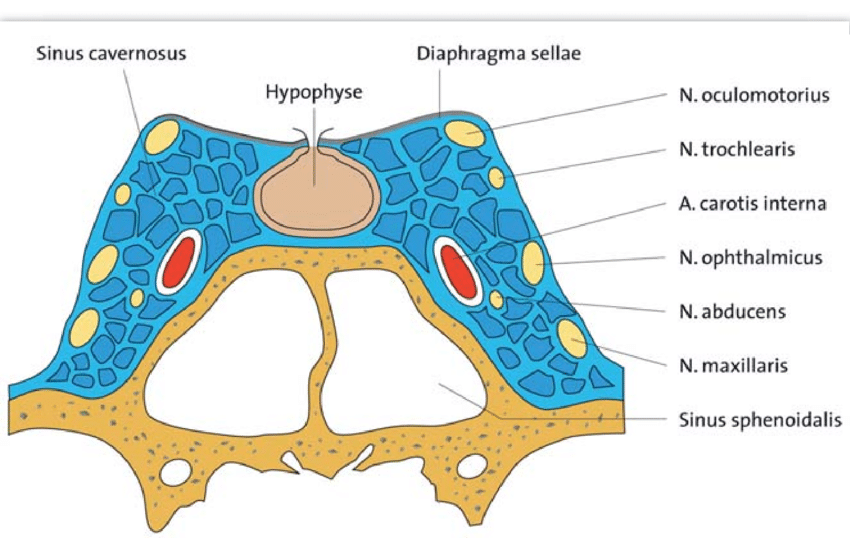 Sinus cavernosus
Diaphragma sellae
Hypophyse
N. oculomotorius
N. trochlearis
A. carotis interna
N. ophthalmicus
N. abducens
N. maxillaris
Sinus sphenoidalis